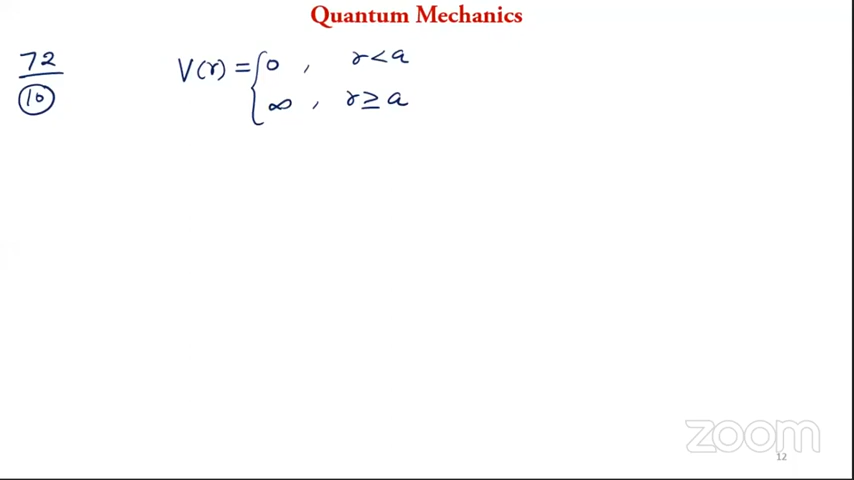 Quantum Mechanics
72
10
V(r) = { 0 , r < a
∞ , r ≥ a
zoom
12